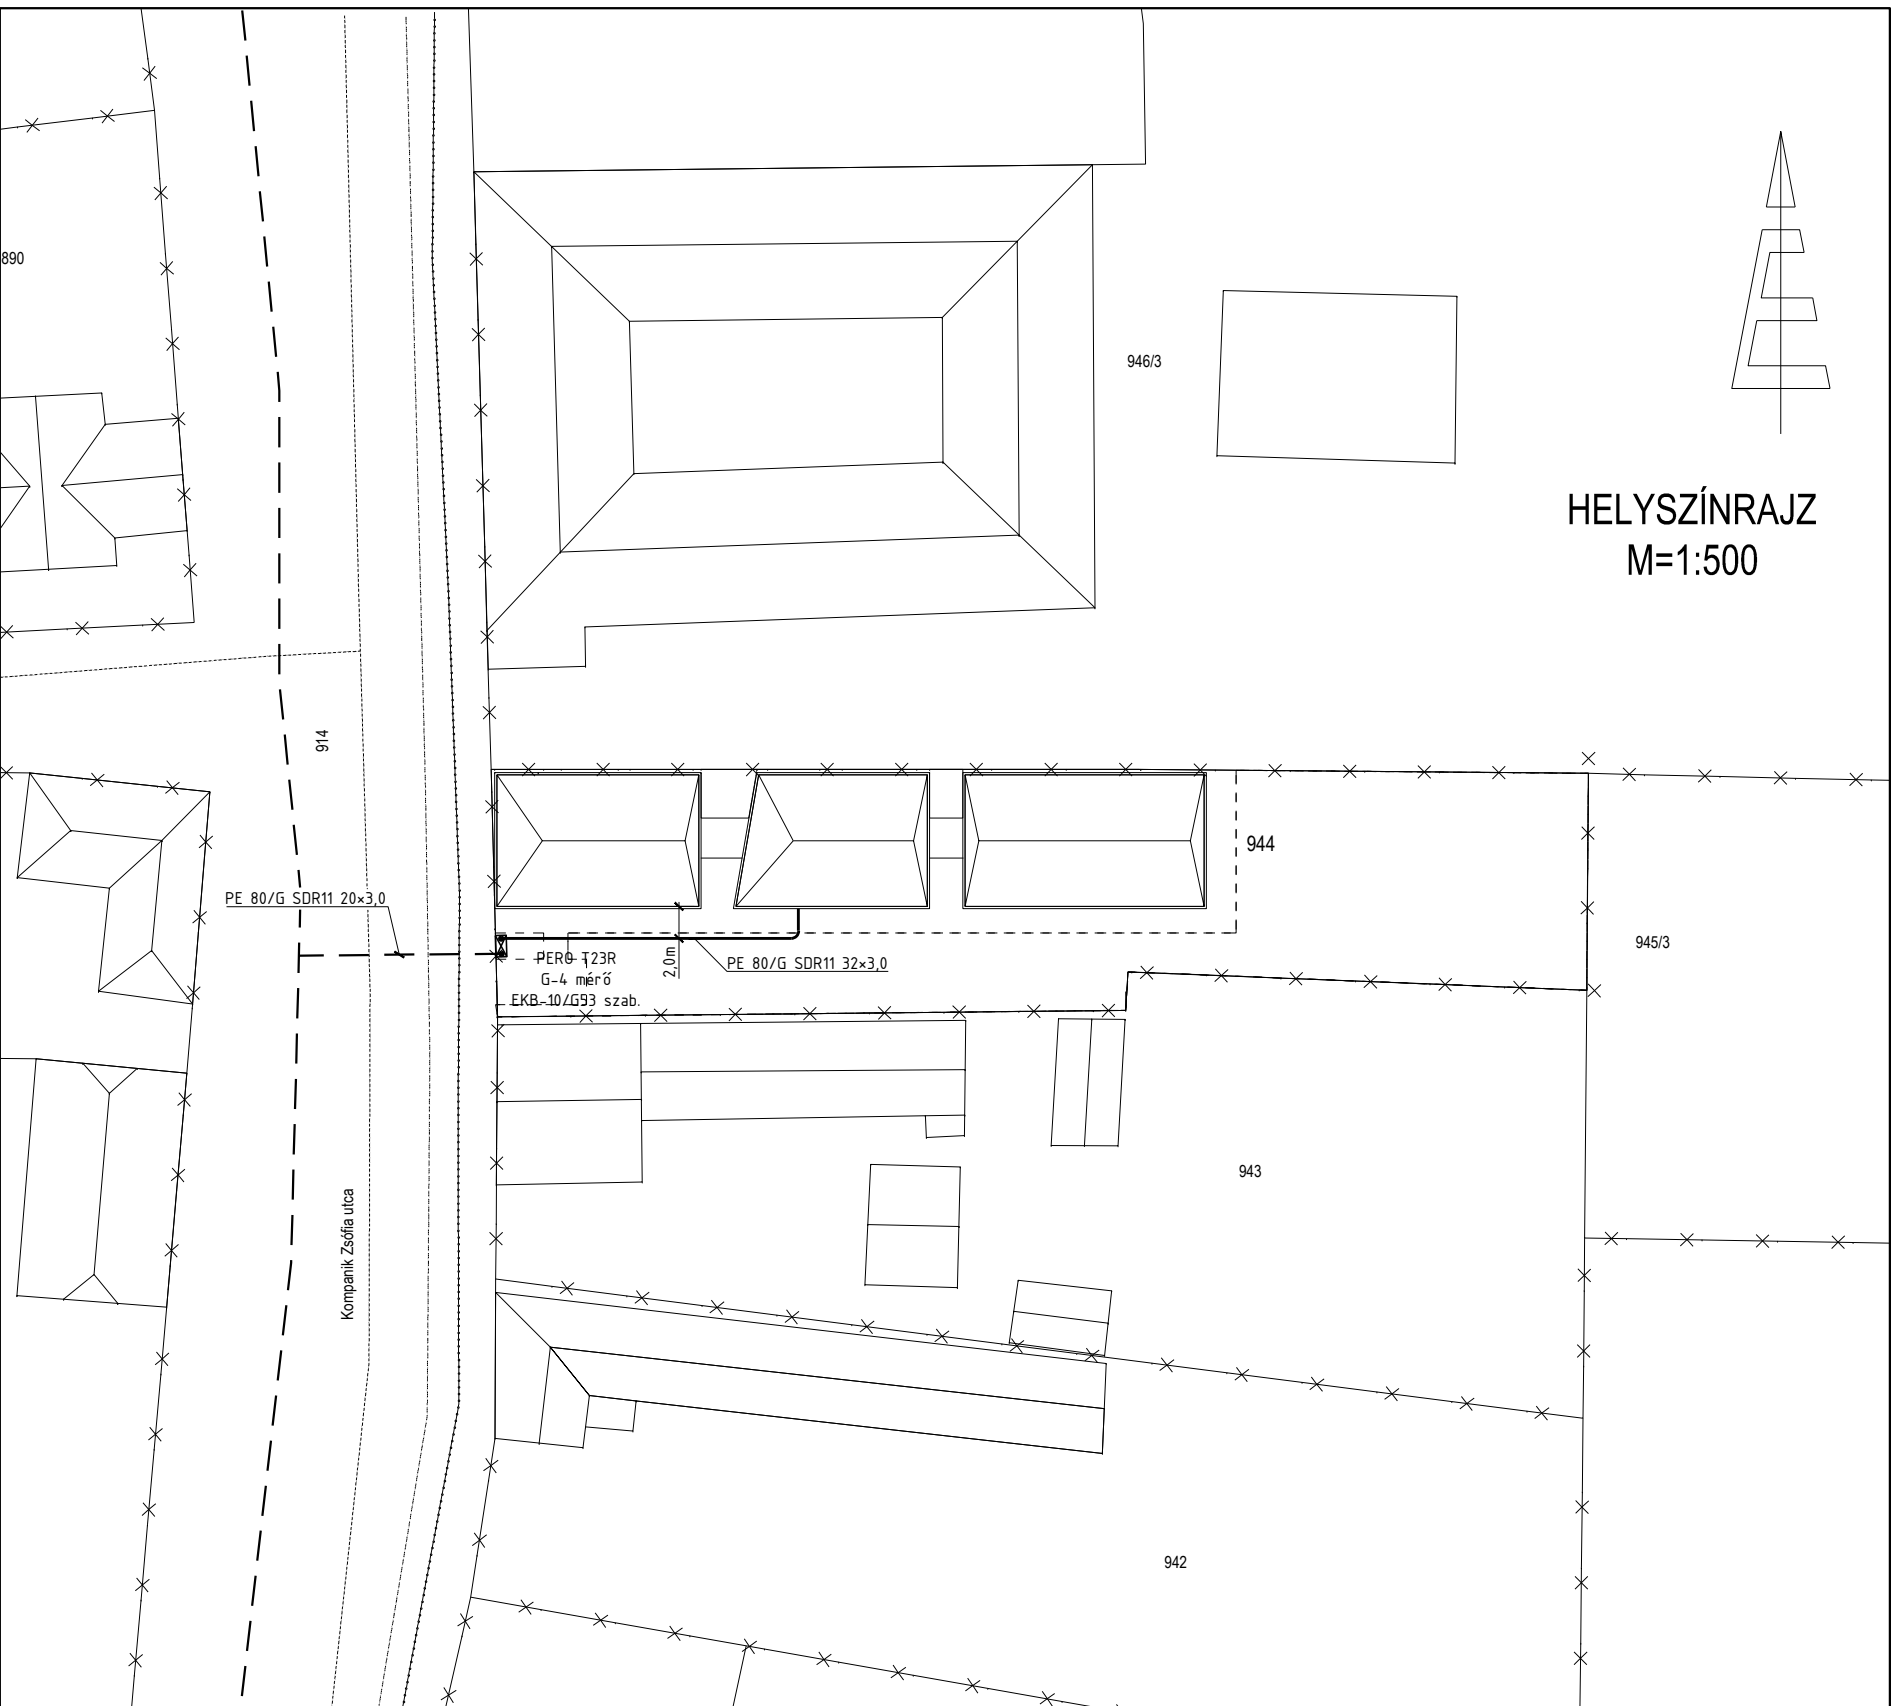 890
946/3
HELYSZÍNRAJZ
M=1:500
914
944
PE 80/G SDR11 20×3,0
945/3
PERO T23R
G-4 mérő
EKB-10/G93 szab.
2,0m
PE 80/G SDR11 32×3,0
943
Kompanik Zsófia utca
942